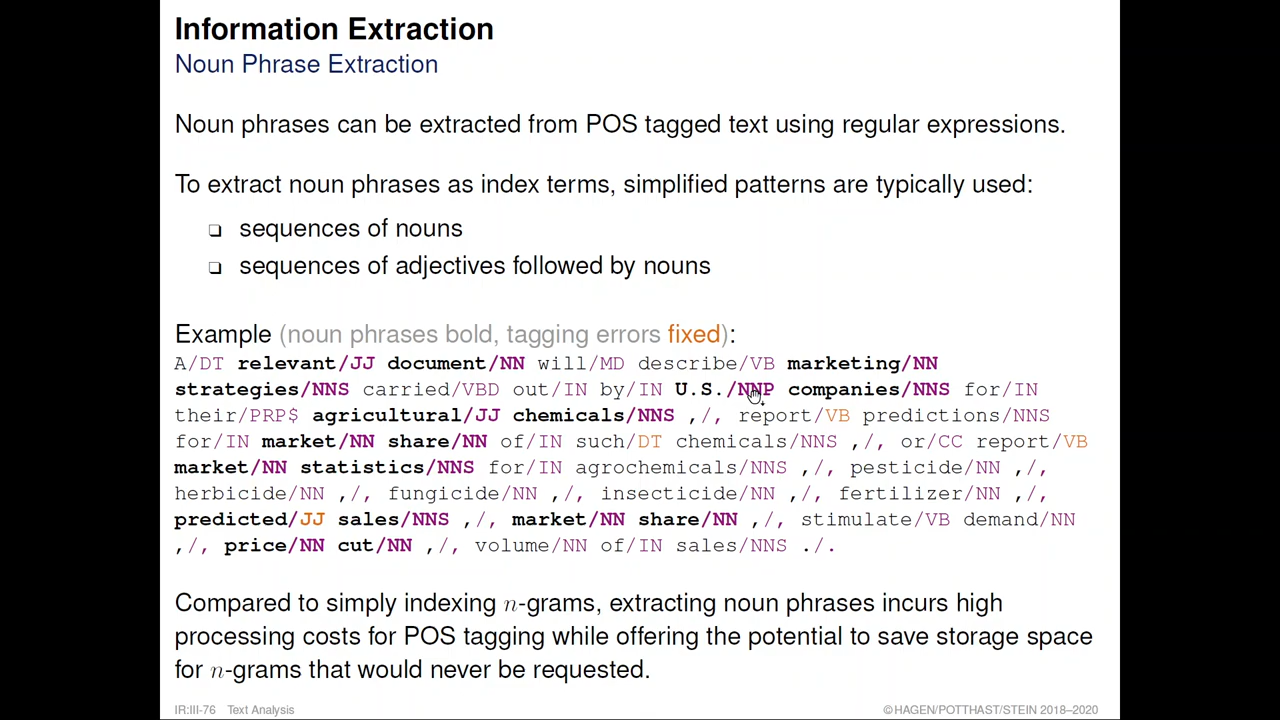 Information Extraction
Noun Phrase Extraction
Noun phrases can be extracted from POS tagged text using regular expressions.
To extract noun phrases as index terms, simplified patterns are typically used:
❑ sequences of nouns
❑ sequences of adjectives followed by nouns
Example (noun phrases bold, tagging errors fixed):
A/DT relevant/JJ document/NN will/MD describe/VB marketing/NN
strategies/NNS carried/VBD out/IN by/IN U.S./NNP companies/NNS for/IN
their/PRP$ agricultural/JJ chemicals/NNS ,/, report/VB predictions/NNS
for/IN market/NN share/NN of/IN such/DT chemicals/NNS ,/, or/CC report/VB
market/NN statistics/NNS for/IN agrochemicals/NNS ,/, pesticide/NN ,/,
herbicide/NN ,/, fungicide/NN ,/, insecticide/NN ,/, fertilizer/NN ,/,
predicted/JJ sales/NNS ,/, market/NN share/NN ,/, stimulate/VB demand/NN
,/, price/NN cut/NN ,/, volume/NN of/IN sales/NNS ./.
Compared to simply indexing n-grams, extracting noun phrases incurs high
processing costs for POS tagging while offering the potential to save storage space
for n-grams that would never be requested.
IR:III-76 Text Analysis ©HAGEN/POTTHAST/STEIN 2018–2020